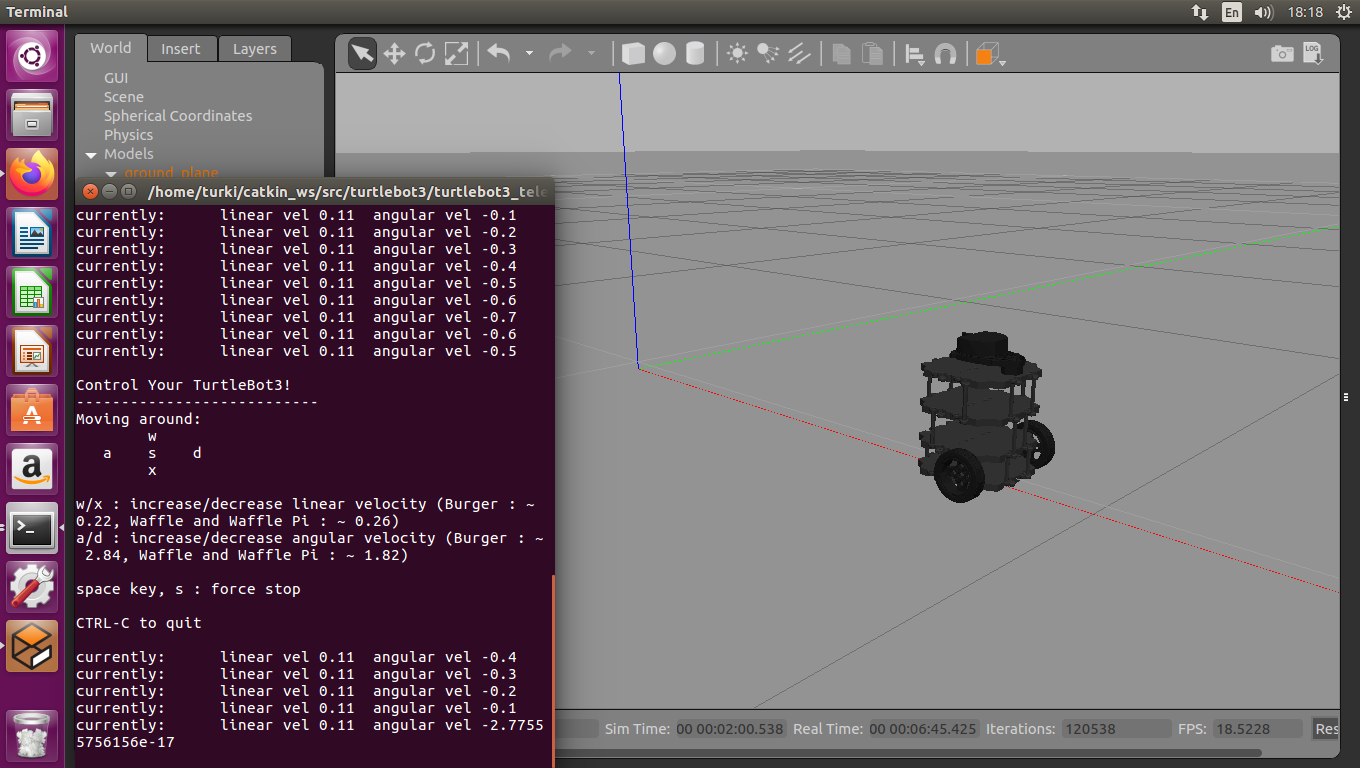 Terminal
En
18:18
World
Insert
Layers
LOG
GUI
Scene
Spherical Coordinates
Physics
Models
ground_plane
/home/turki/catkin_ws/src/turtlebot3/turtlebot3_tele
currently: linear vel 0.11 angular vel -0.1
currently: linear vel 0.11 angular vel -0.2
currently: linear vel 0.11 angular vel -0.3
currently: linear vel 0.11 angular vel -0.4
currently: linear vel 0.11 angular vel -0.5
currently: linear vel 0.11 angular vel -0.6
currently: linear vel 0.11 angular vel -0.7
currently: linear vel 0.11 angular vel -0.6
currently: linear vel 0.11 angular vel -0.5
Control Your TurtleBot3!
---------------------------
Moving around:
w
a s d
x
w/x : increase/decrease linear velocity (Burger : ~
0.22, Waffle and Waffle Pi : ~ 0.26)
a/d : increase/decrease angular velocity (Burger : ~
2.84, Waffle and Waffle Pi : ~ 1.82)
space key, s : force stop
CTRL-C to quit
currently: linear vel 0.11 angular vel -0.4
currently: linear vel 0.11 angular vel -0.3
currently: linear vel 0.11 angular vel -0.2
currently: linear vel 0.11 angular vel -0.1
currently: linear vel 0.11 angular vel -2.7755
5756156e-17
Sim Time: 00 00:02:00.538 Real Time: 00 00:06:45.425 Iterations: 120538 FPS: 18.5228 Res